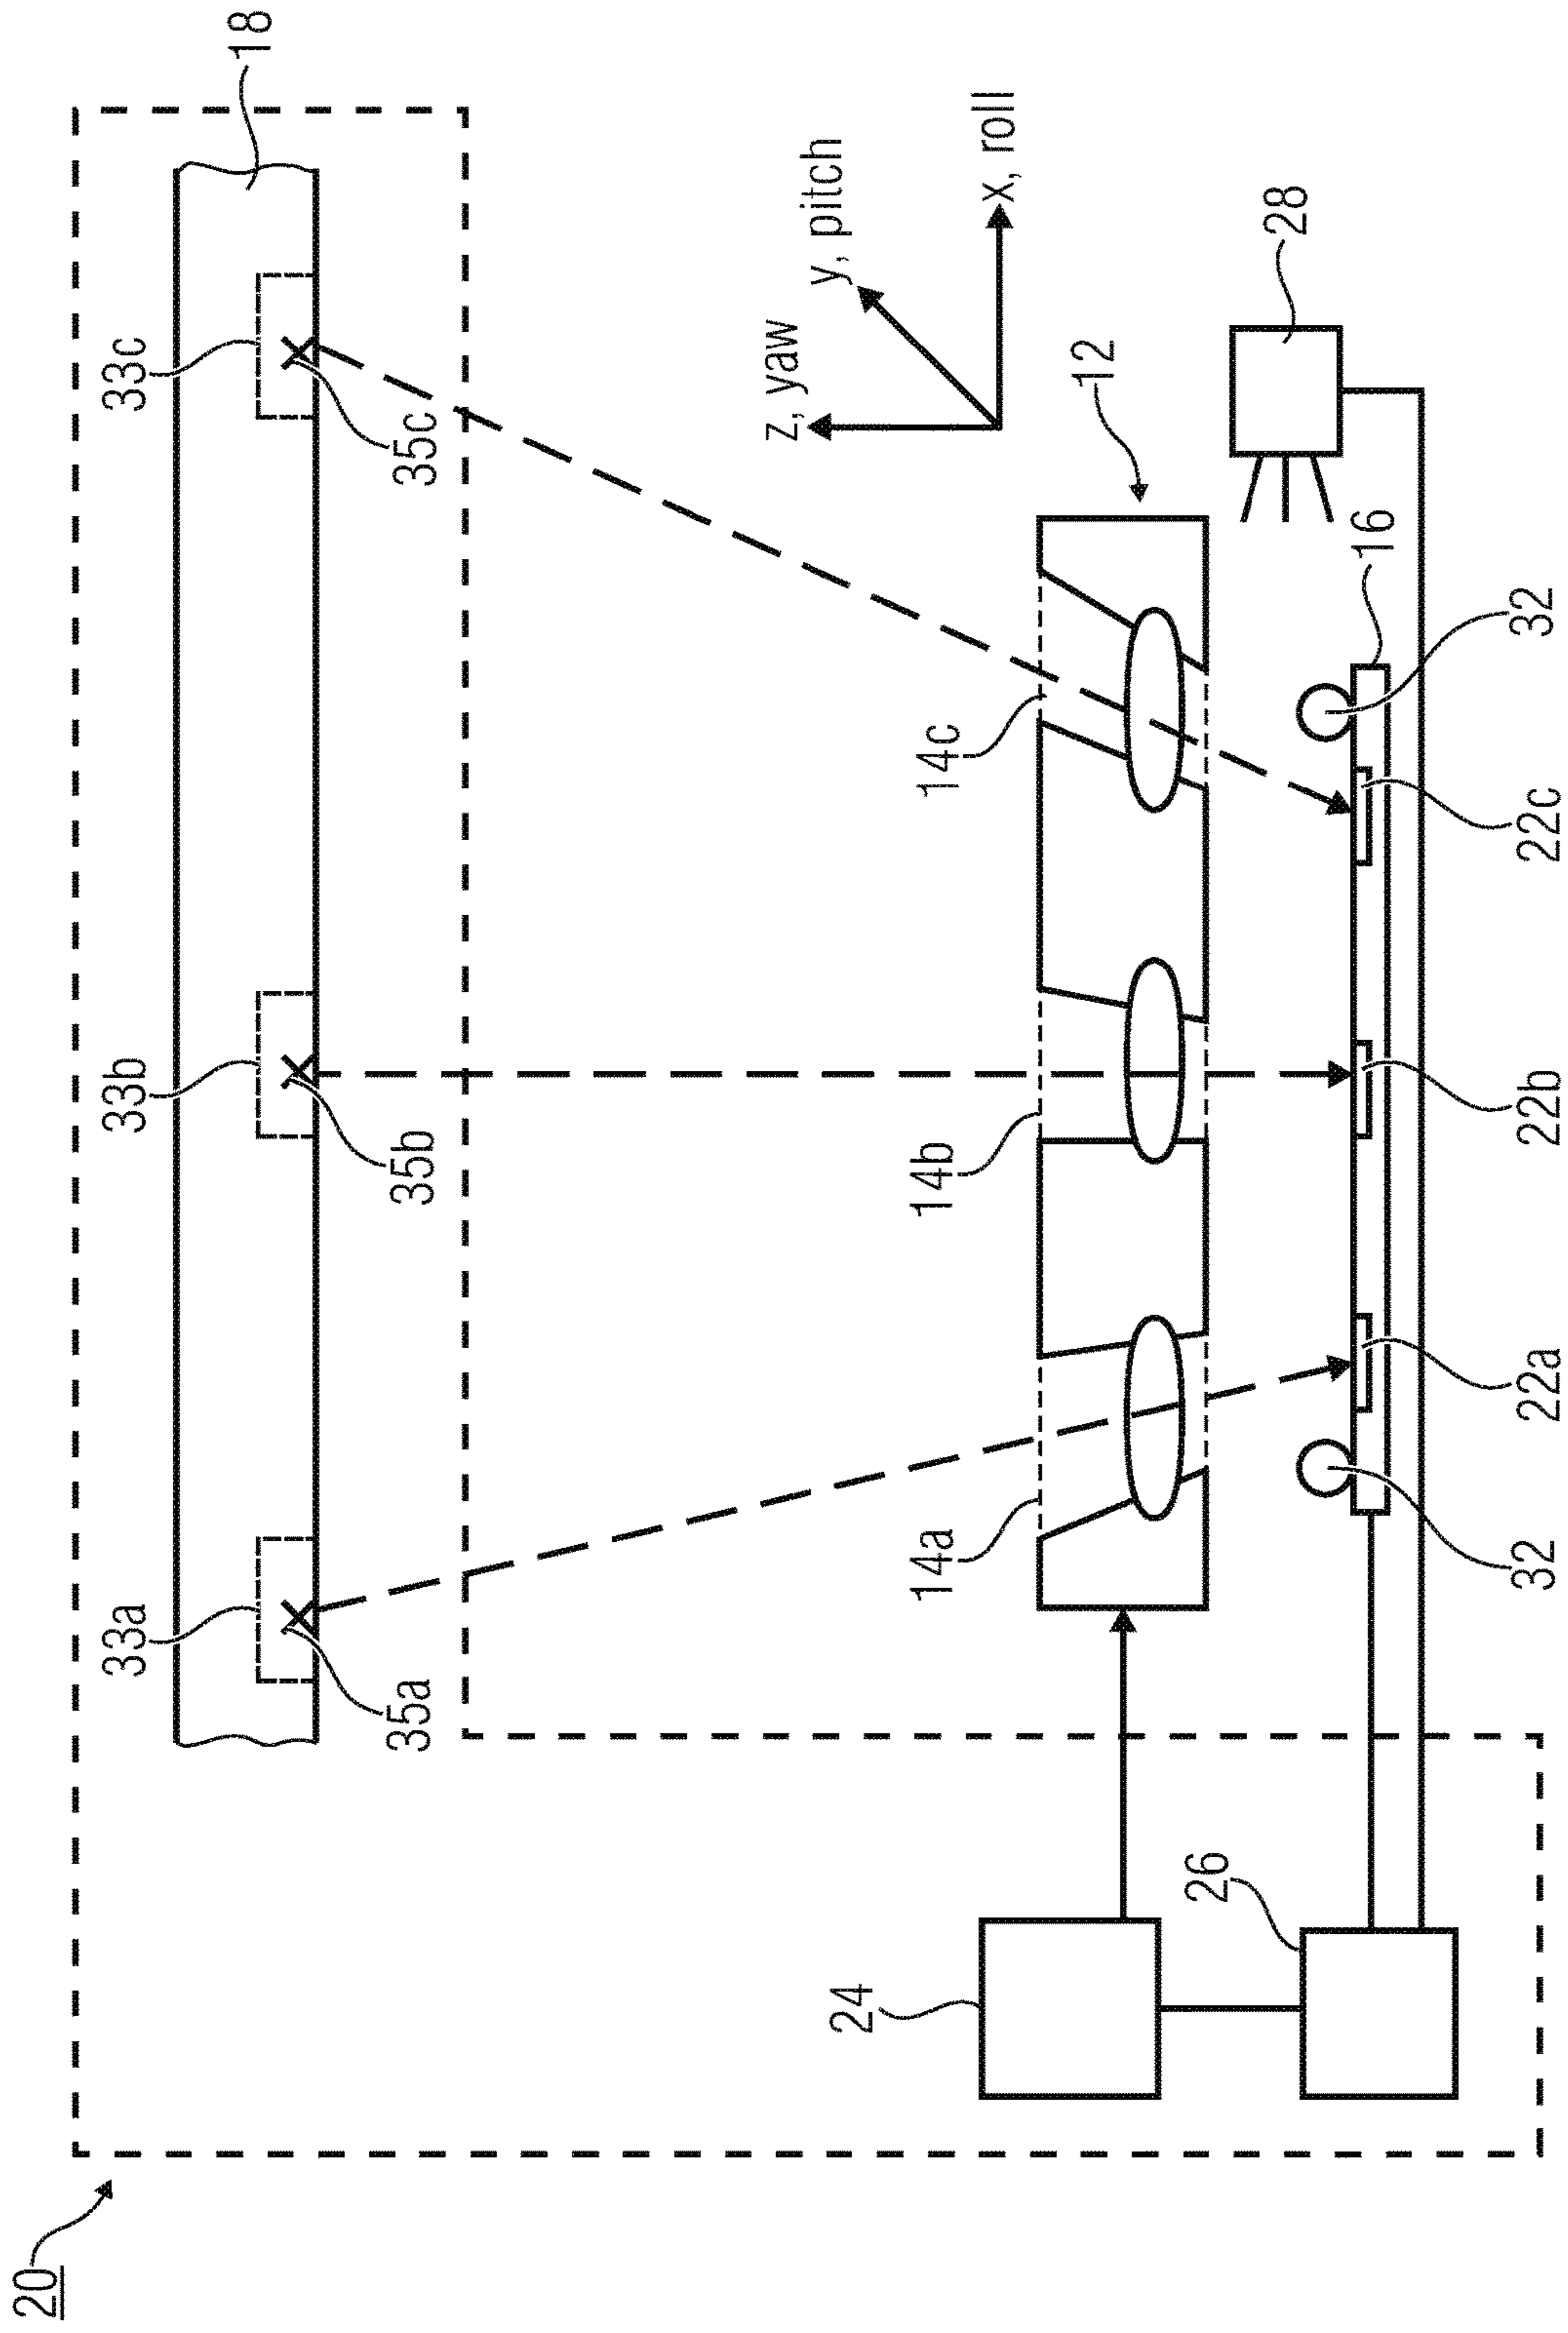 20
33a
33b
33c
18
35a
35b
35c
z, yaw
y, pitch
x, roll
24
14a
14b
14c
12
28
26
16
32
22a
22b
22c
32